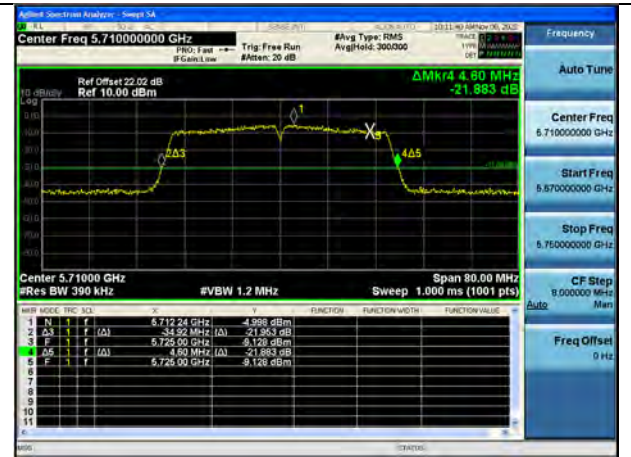 Agilent Spectrum Analyzer - Swept SA
Center Freq 5.710000000 GHz
PNO: Fast
IFGain:Low
Trig: Free Run
#Atten: 20 dB
#Avg Type: RMS
Avg|Hold: 300/300
10:11:40 AM Nov 06, 2020
TRACE
TYPE
DET
Frequency
Auto Tune
Center Freq
5.710000000 GHz
Start Freq
5.670000000 GHz
Stop Freq
5.750000000 GHz
CF Step
8.000000 MHz
Auto Man
Freq Offset
0 Hz
Ref Offset 22.02 dB
Ref 10.00 dBm
10 dB/div
Log
ΔMkr4 4.60 MHz
-21.883 dB
1
2Δ3
4Δ5
Center 5.71000 GHz
Span 80.00 MHz
#Res BW 390 kHz
#VBW 1.2 MHz
Sweep 1.000 ms (1001 pts)
MKR MODE TRC SCL X Y FUNCTION FUNCTION WIDTH FUNCTION VALUE
1 N 1 f 5.712 24 GHz -4.998 dBm
2 Δ3 1 f (Δ) -34.92 MHz (Δ) -21.953 dB
3 F 1 f 5.725 00 GHz -9.128 dBm
4 Δ5 1 f (Δ) 4.60 MHz (Δ) -21.883 dB
5 F 1 f 5.725 00 GHz -9.128 dBm
6
7
8
9
10
11
MSG
STATUS